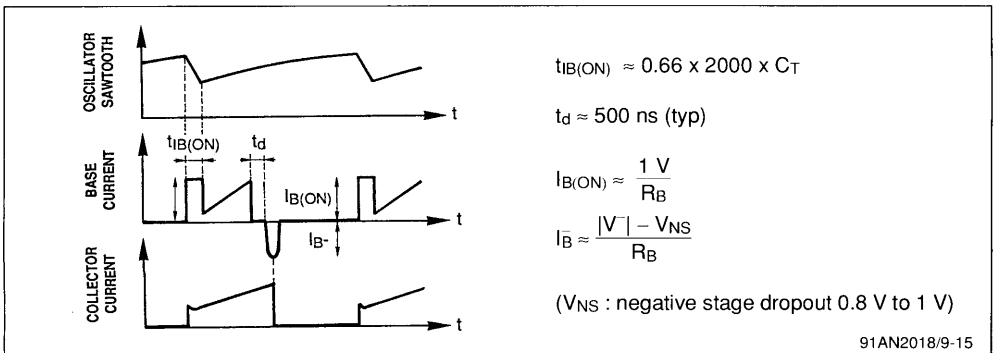 OSCILLATOR
SAWTOOTH
t
tIB(ON)
td
BASE
CURRENT
IB(ON)
IB-
t
COLLECTOR
CURRENT
t
tIB(ON) ≈ 0.66 x 2000 x CT
td ≈ 500 ns (typ)
IB(ON) ≈ 1 V / RB
IB- ≈ |V-| – VNS / RB
(VNS : negative stage dropout 0.8 V to 1 V)
91AN2018/9-15